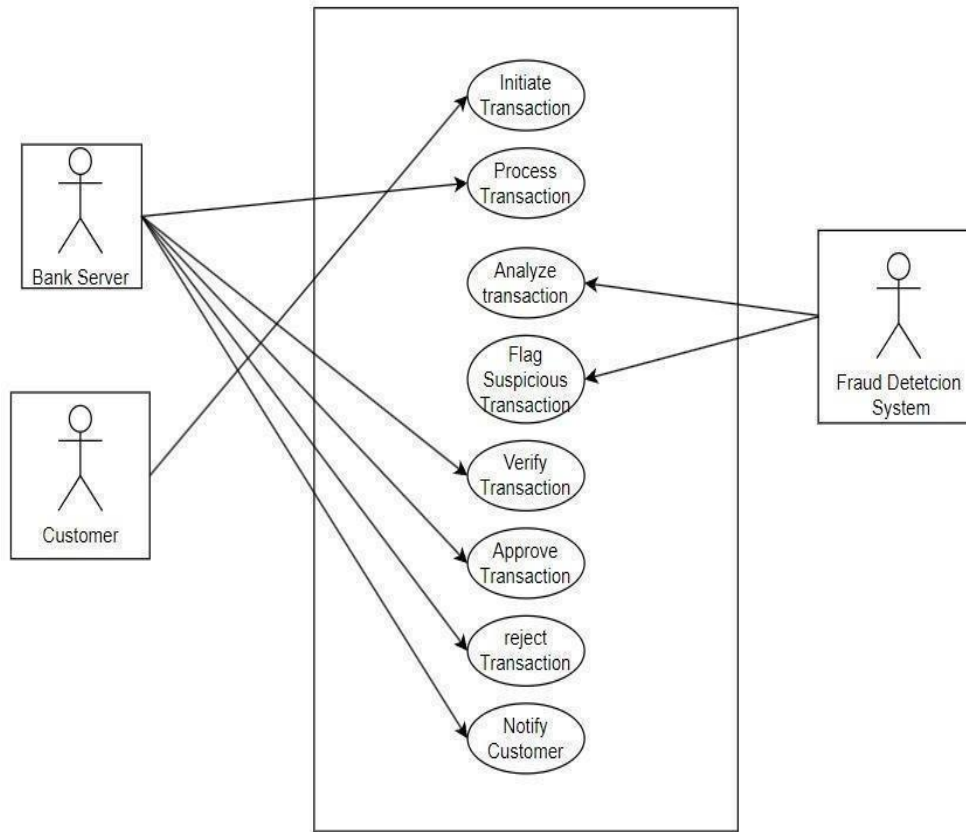 Initiate
Transaction
Process
Transaction
Bank Server
Analyze
transaction
Flag
Suspicious
Transaction
Fraud Detetcion
System
Customer
Verify
Transaction
Approve
Transaction
reject
Transaction
Notify
Customer